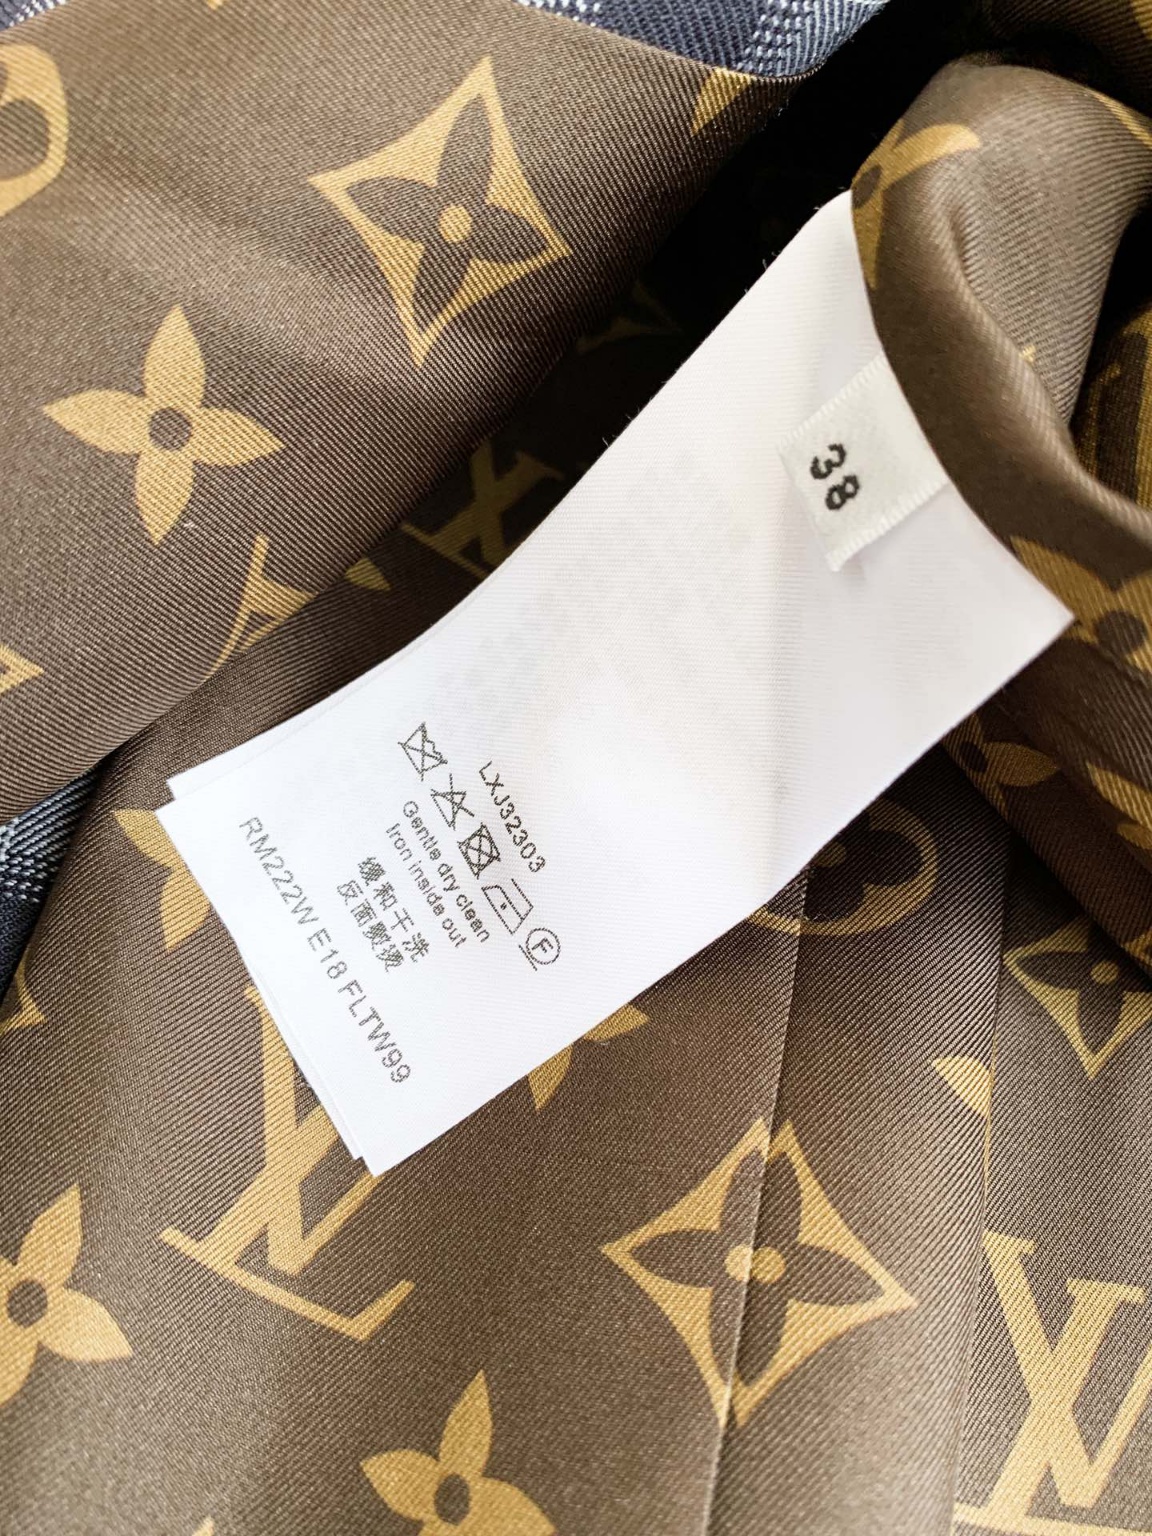 38
LXJ32303
F
Gentle dry clean
Iron inside out
缓和干洗
反面熨烫
RM222W E18 FLTW99